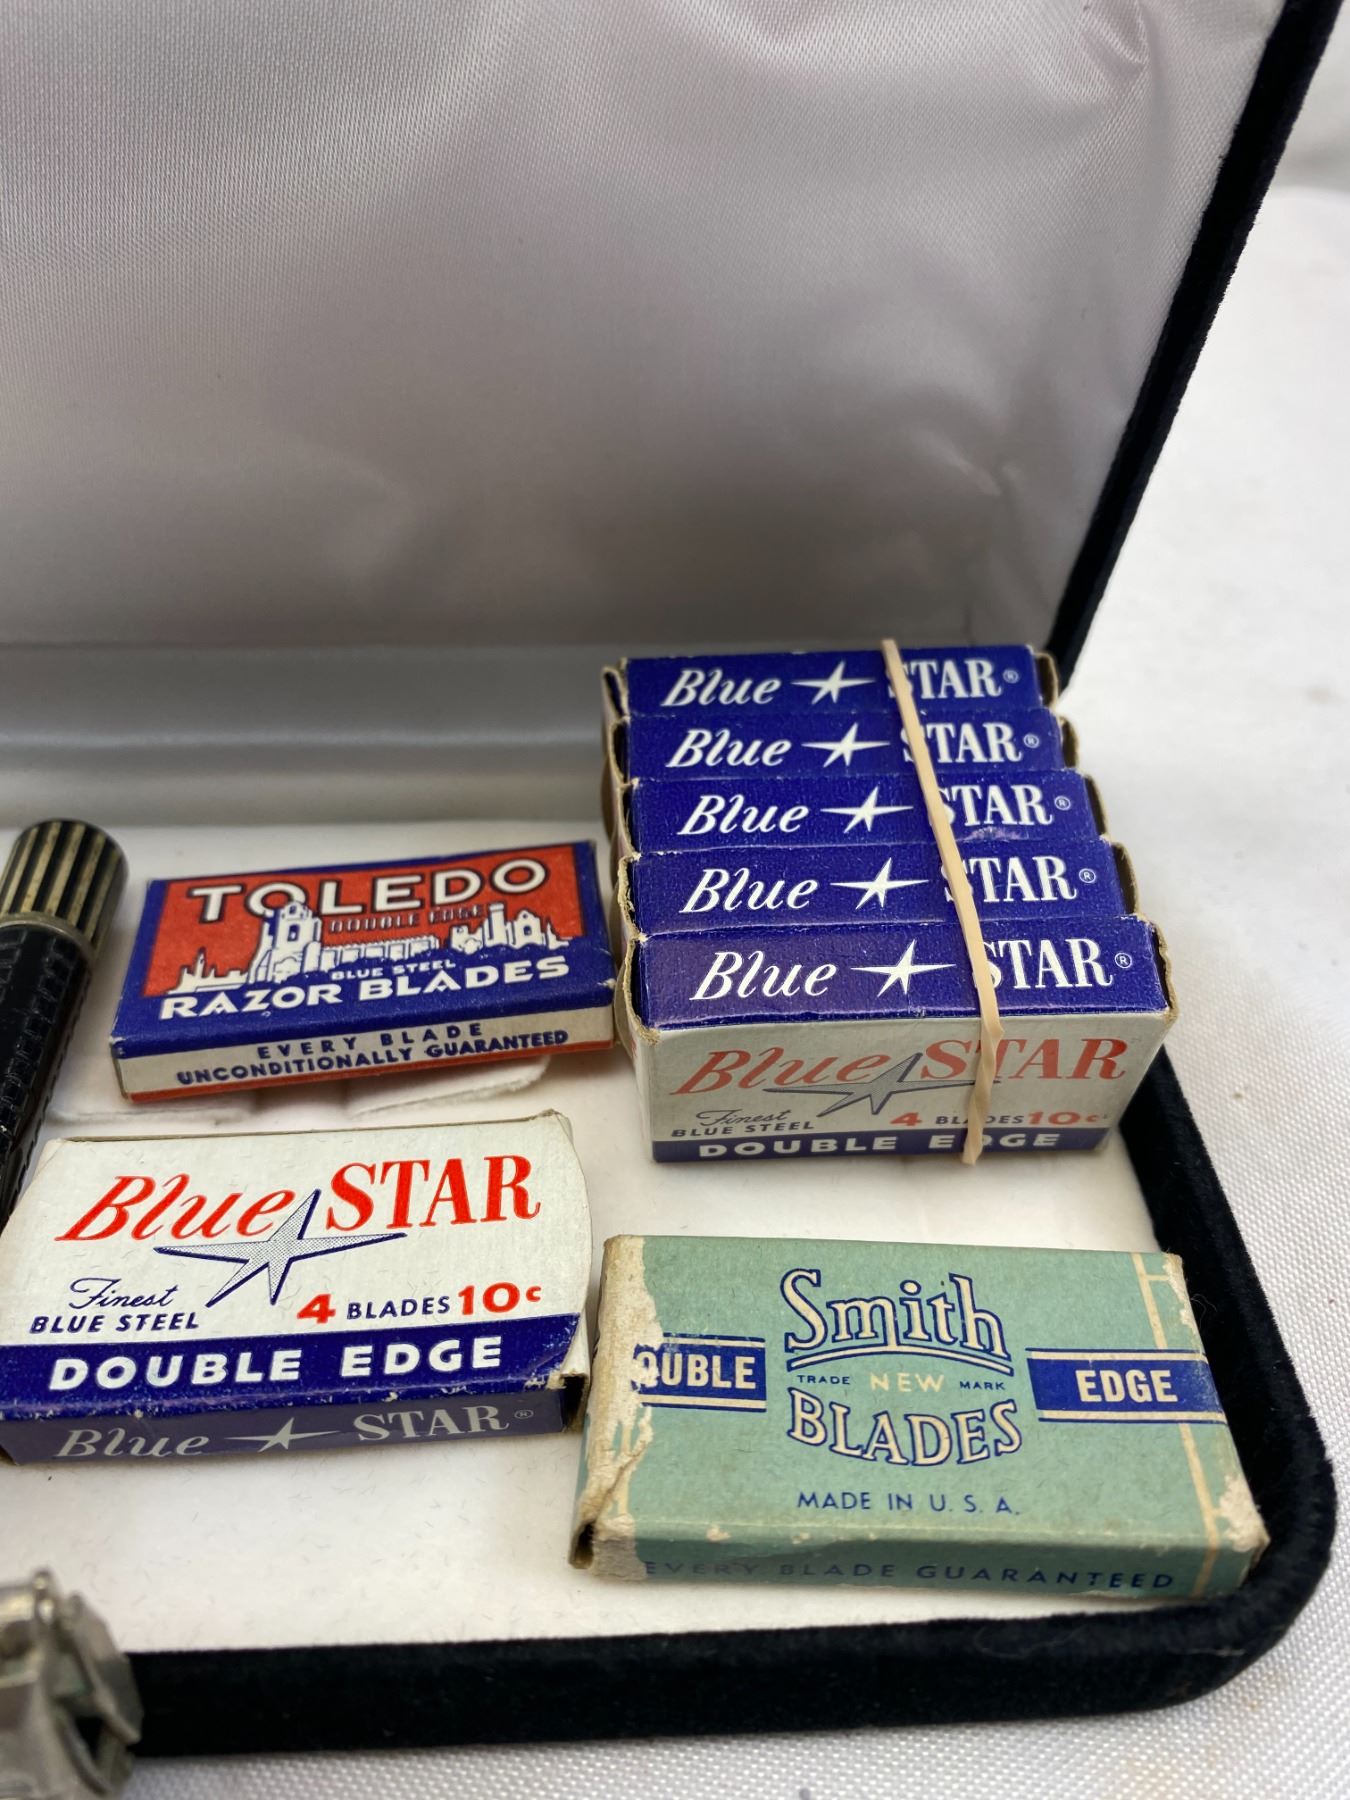 Blue STAR®
Blue STAR®
Blue STAR®
Blue STAR®
Blue STAR®
Blue STAR
Finest
BLUE STEEL
4 BLADES 10c
DOUBLE EDGE
TOLEDO
DOUBLE EDGE
BLUE STEEL
RAZOR BLADES
EVERY BLADE
UNCONDITIONALLY GUARANTEED
Blue STAR
Finest
BLUE STEEL
4 BLADES 10c
DOUBLE EDGE
Blue STAR®
Smith
OUBLE TRADE NEW MARK EDGE
BLADES
MADE IN U. S. A.
EVERY BLADE GUARANTEED